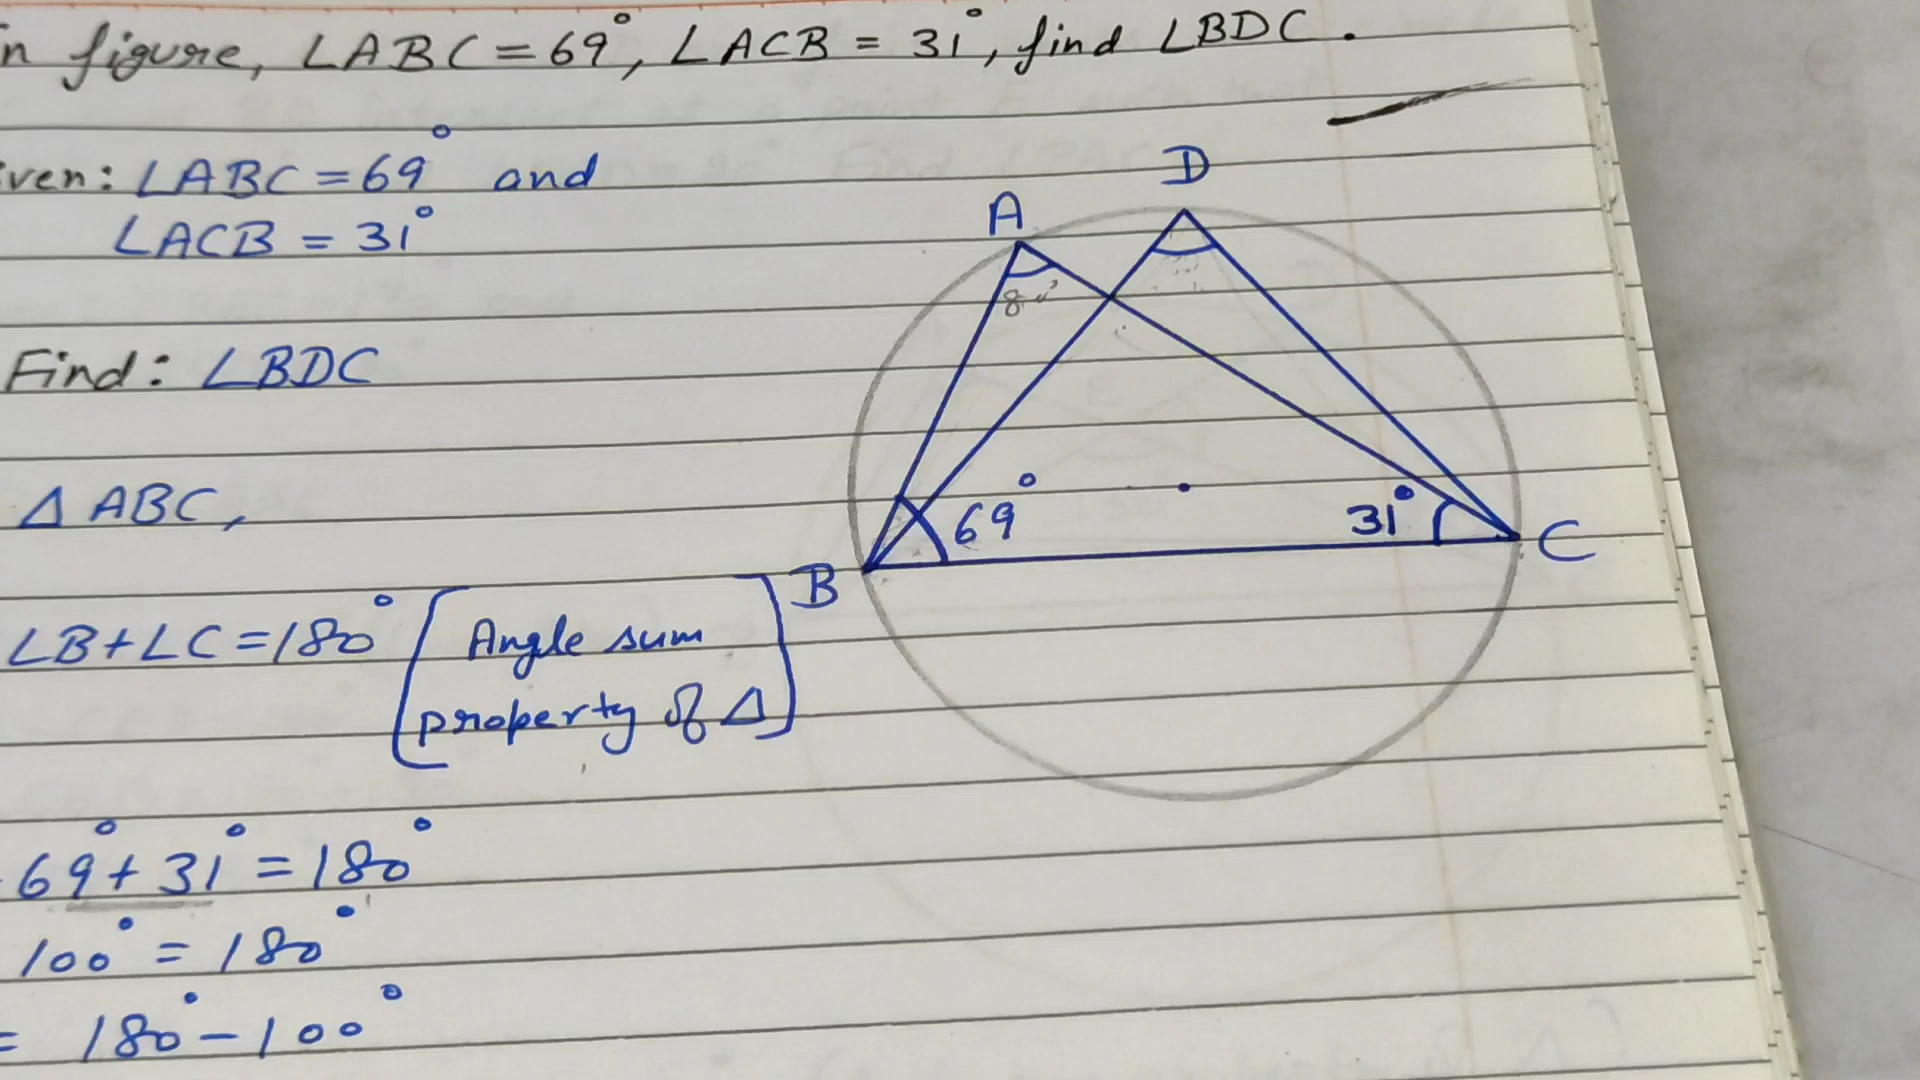 n figure, ∠ABC = 69°, ∠ACB = 31°, find ∠BDC.
iven: ∠ABC = 69° and
∠ACB = 31°
Find: ∠BDC
△ ABC,
∠B + ∠C = 180° [Angle sum
property of △]
69° + 31° = 180°
100° = 180°
= 180° - 100°
A
D
69°
31°
B
C